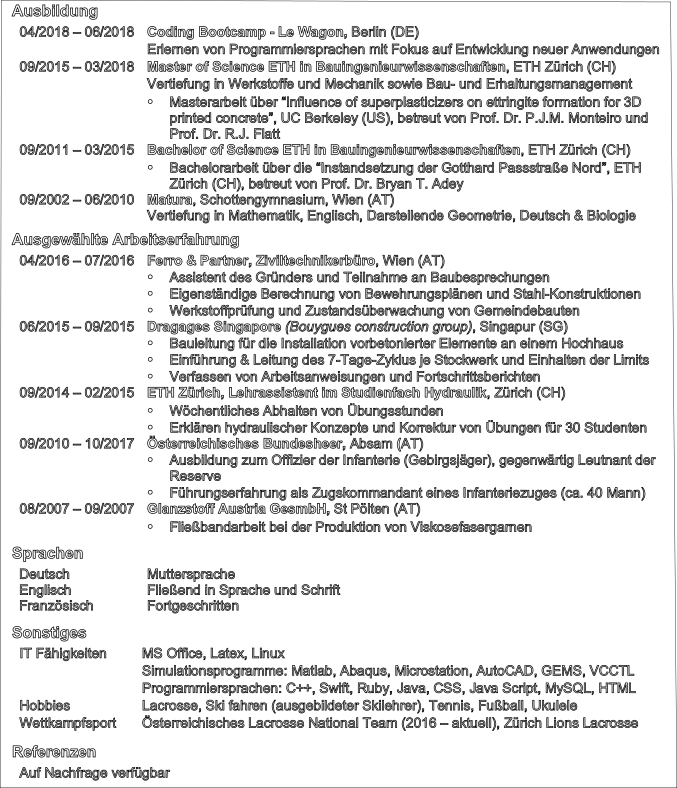 Ausbildung
04/2018 – 06/2018 Coding Bootcamp - Le Wagon, Berlin (DE)
Erlernen von Programmiersprachen mit Fokus auf Entwicklung neuer Anwendungen
09/2015 – 03/2018 Master of Science ETH in Bauingenieurwissenschaften, ETH Zürich (CH)
Vertiefung in Werkstoffe und Mechanik sowie Bau- und Erhaltungsmanagement
◦ Masterarbeit über “Influence of superplasticizers on ettringite formation for 3D
printed concrete”, UC Berkeley (US), betreut von Prof. Dr. P.J.M. Monteiro und
Prof. Dr. R.J. Flatt
09/2011 – 03/2015 Bachelor of Science ETH in Bauingenieurwissenschaften, ETH Zürich (CH)
◦ Bachelorarbeit über die “Instandsetzung der Gotthard Passstraße Nord”, ETH
Zürich (CH), betreut von Prof. Dr. Bryan T. Adey
09/2002 – 06/2010 Matura, Schottengymnasium, Wien (AT)
Vertiefung in Mathematik, Englisch, Darstellende Geometrie, Deutsch & Biologie
Ausgewählte Arbeitserfahrung
04/2016 – 07/2016 Ferro & Partner, Ziviltechnikerbüro, Wien (AT)
◦ Assistent des Gründers und Teilnahme an Baubesprechungen
◦ Eigenständige Berechnung von Bewehrungsplänen und Stahl-Konstruktionen
◦ Werkstoffprüfung und Zustandsüberwachung von Gemeindebauten
06/2015 – 09/2015 Dragages Singapore (Bouygues construction group), Singapur (SG)
◦ Bauleitung für die Installation vorbetonierter Elemente an einem Hochhaus
◦ Einführung & Leitung des 7-Tage-Zyklus je Stockwerk und Einhalten der Limits
◦ Verfassen von Arbeitsanweisungen und Fortschrittsberichten
09/2014 – 02/2015 ETH Zürich, Lehrassistent im Studienfach Hydraulik, Zürich (CH)
◦ Wöchentliches Abhalten von Übungsstunden
◦ Erklären hydraulischer Konzepte und Korrektur von Übungen für 30 Studenten
09/2010 – 10/2017 Österreichisches Bundesheer, Absam (AT)
◦ Ausbildung zum Offizier der Infanterie (Gebirgsjäger), gegenwärtig Leutnant der
Reserve
◦ Führungserfahrung als Zugskommandant eines Infanteriezuges (ca. 40 Mann)
08/2007 – 09/2007 Glanzstoff Austria GesmbH, St Pölten (AT)
◦ Fließbandarbeit bei der Produktion von Viskosefasergarnen
Sprachen
Deutsch Muttersprache
Englisch Fließend in Sprache und Schrift
Französisch Fortgeschritten
Sonstiges
IT Fähigkeiten MS Office, Latex, Linux
Simulationsprogramme: Matlab, Abaqus, Microstation, AutoCAD, GEMS, VCCTL
Programmiersprachen: C++, Swift, Ruby, Java, CSS, Java Script, MySQL, HTML
Hobbies Lacrosse, Ski fahren (ausgebildeter Skilehrer), Tennis, Fußball, Ukulele
Wettkampfsport Österreichisches Lacrosse National Team (2016 – aktuell), Zürich Lions Lacrosse
Referenzen
Auf Nachfrage verfügbar